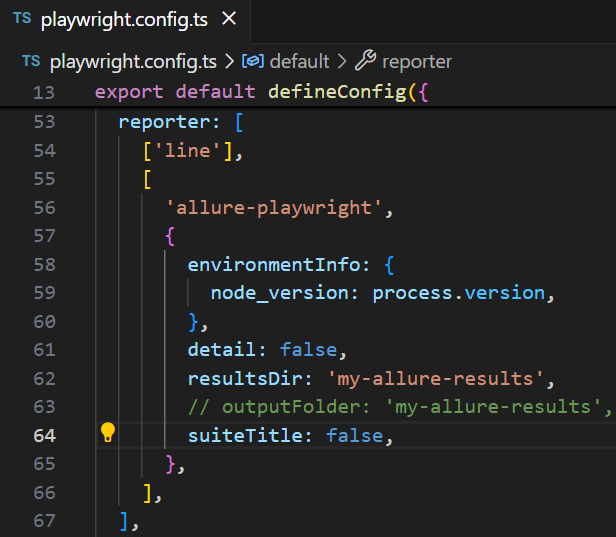 TS playwright.config.ts ×
TS playwright.config.ts > default > reporter
13 export default defineConfig({
53 reporter: [
54 ['line'],
55 [
56 'allure-playwright',
57 {
58 environmentInfo: {
59 node_version: process.version,
60 },
61 detail: false,
62 resultsDir: 'my-allure-results',
63 // outputFolder: 'my-allure-results',
64 suiteTitle: false,
65 },
66 ],
67 ],